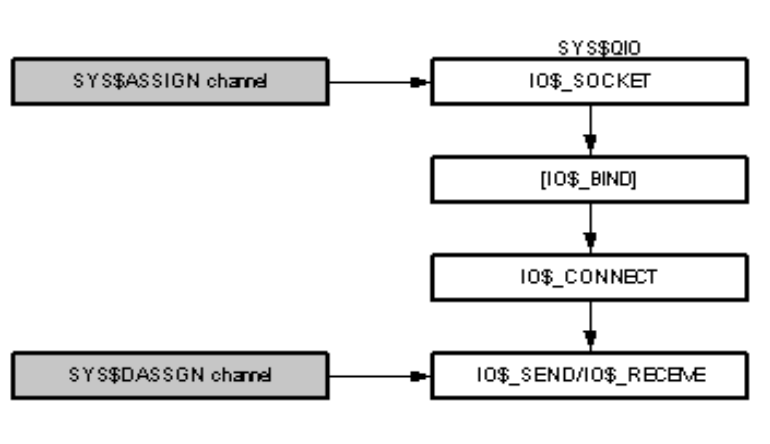 SYS$QIO
SYS$ASSIGN channel
IO$_SOCKET
[IO$_BIND]
IO$_CONNECT
SYS$DASSGN channel
IO$_SEND/IO$_RECEIVE